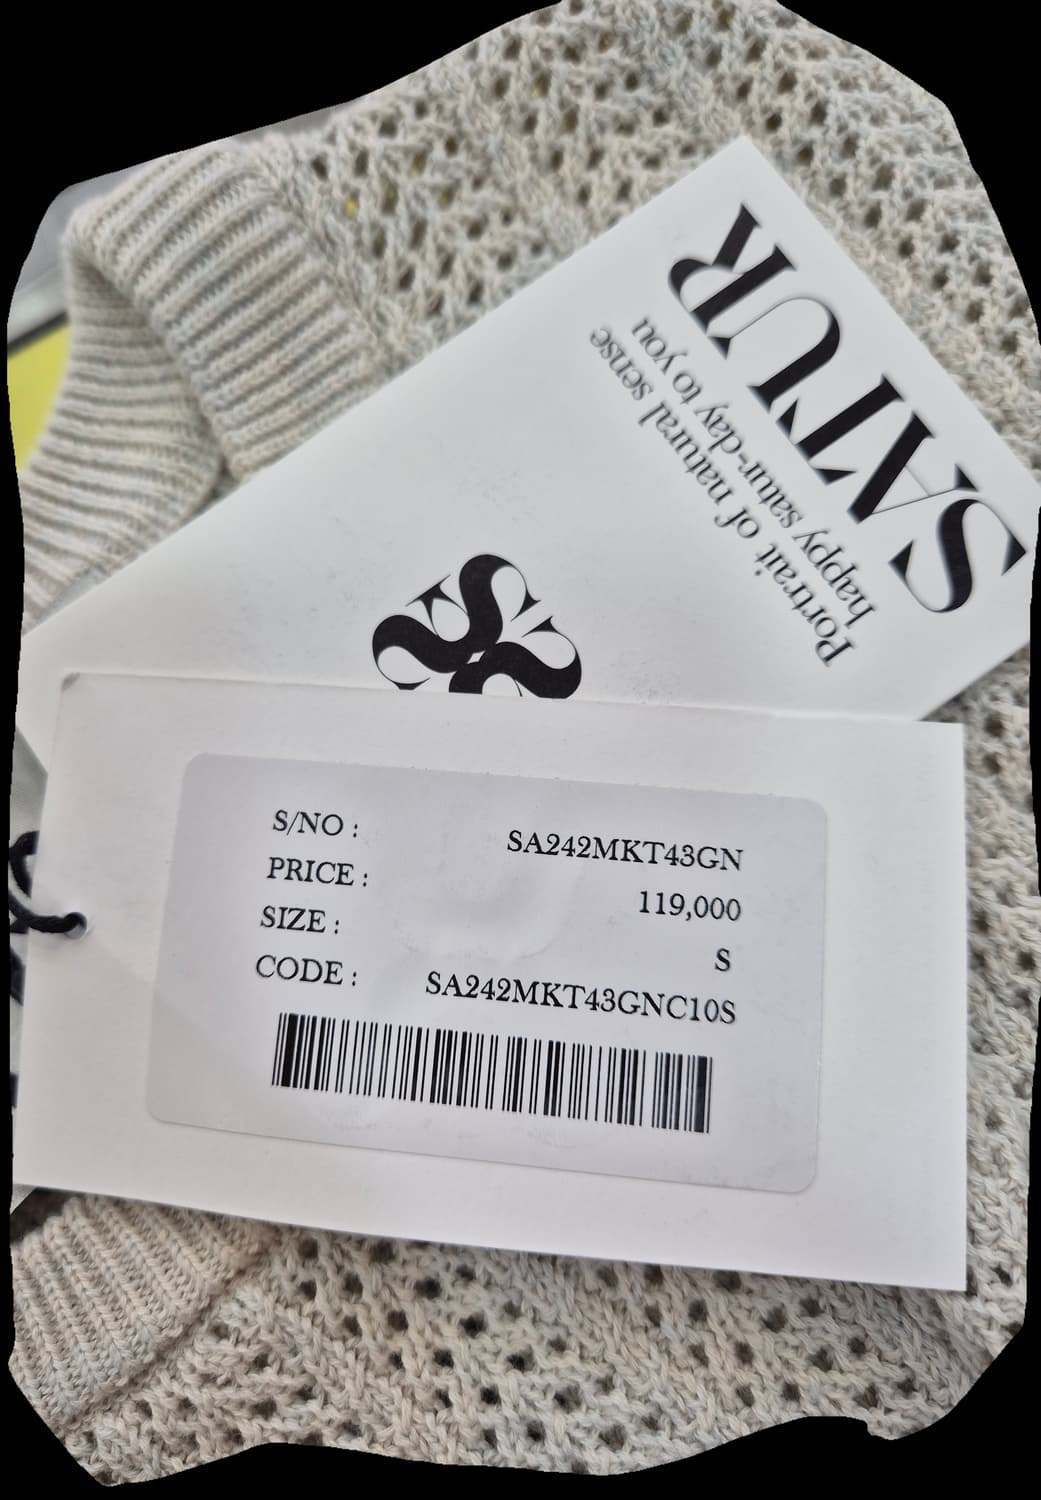 SATUR
happy satur-day to you
Portrait of natural sense
S/NO : SA242MKT43GN
PRICE : 119,000
SIZE : S
CODE : SA242MKT43GNC10S